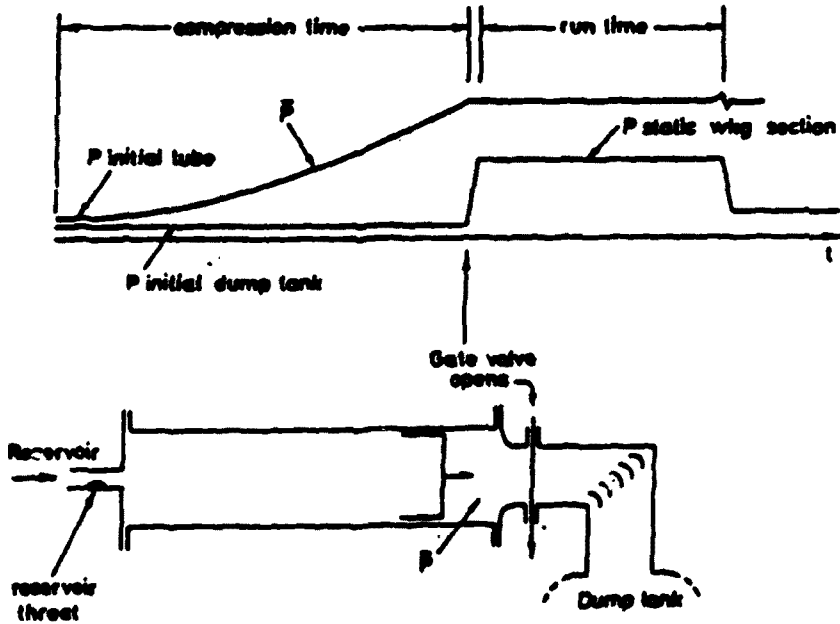 compression time
run time
p̄
P static wkg section
P initial tube
P initial dump tank
t
Gate valve
opens
Reservoir
p̄
reservoir
throat
Dump tank